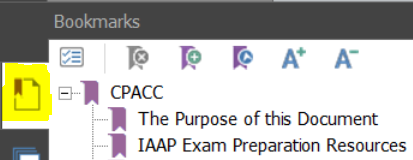 Bookmarks
A+ A-
CPACC
The Purpose of this Document
IAAP Exam Preparation Resources